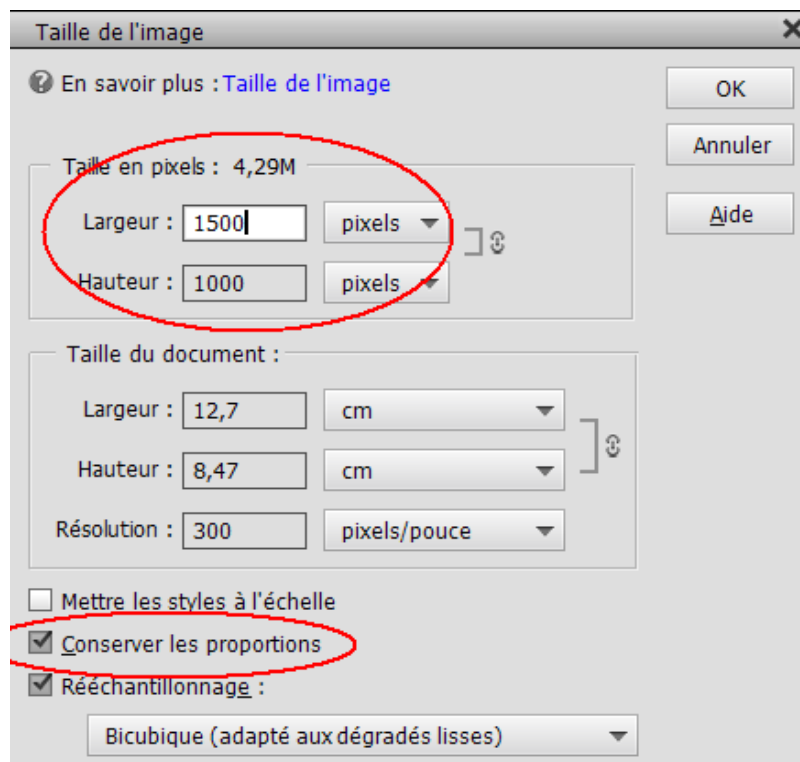 Taille de l'image
En savoir plus : Taille de l'image
OK
Annuler
Aide
Taille en pixels : 4,29M
Largeur : 1500 pixels
Hauteur : 1000 pixels
Taille du document :
Largeur : 12,7 cm
Hauteur : 8,47 cm
Résolution : 300 pixels/pouce
Mettre les styles à l'échelle
Conserver les proportions
Rééchantillonnage :
Bicubique (adapté aux dégradés lisses)